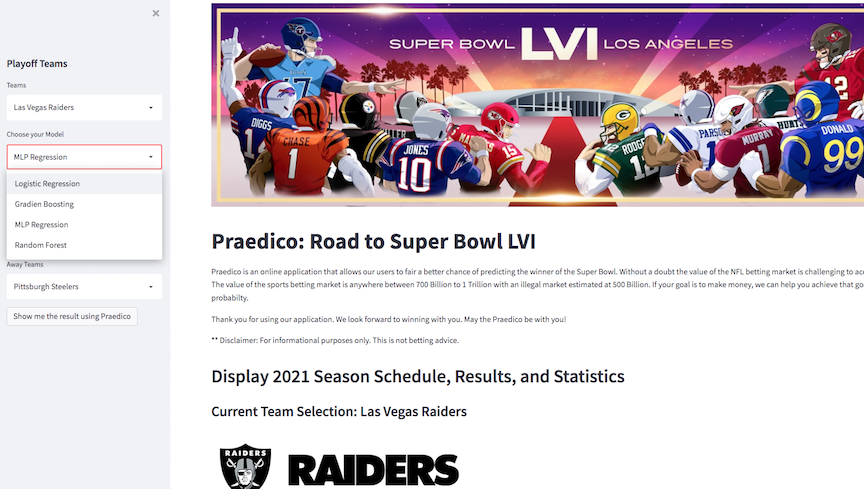 ×
Playoff Teams
Teams
Las Vegas Raiders
Choose your Model
MLP Regression
Logistic Regression
Gradien Boosting
MLP Regression
Random Forest
Away Teams
Pittsburgh Steelers
Show me the result using Praedico
SUPER BOWL LVI LOS ANGELES
DIGGS
CHASE
1
JONES
10
15
12
MURRAY
1
DONALD
99
12
Praedico: Road to Super Bowl LVI
Praedico is an online application that allows our users to fair a better chance of predicting the winner of the Super Bowl. Without a doubt the value of the NFL betting market is challenging to
The value of the sports betting market is anywhere between 700 Billion to 1 Trillion with an illegal market estimated at 500 Billion. If your goal is to make money, we can help you achieve that
probabilty.
Thank you for using our application. We look forward to winning with you. May the Praedico be with you!
** Disclaimer: For informational purposes only. This is not betting advice.
Display 2021 Season Schedule, Results, and Statistics
Current Team Selection: Las Vegas Raiders
RAIDERS
RAIDERS